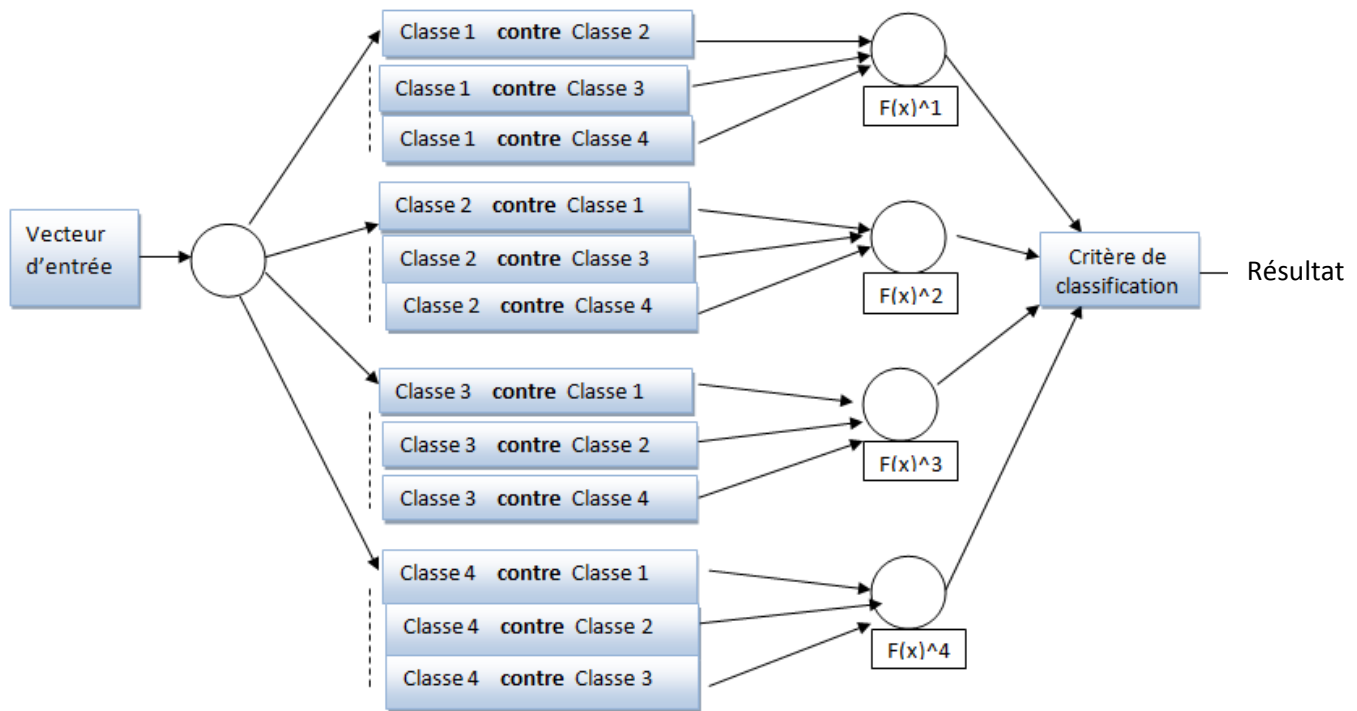 Classe 1 contre Classe 2
Classe 1 contre Classe 3
Classe 1 contre Classe 4
F(x)^1
Vecteur
d'entrée
Classe 2 contre Classe 1
Classe 2 contre Classe 3
Classe 2 contre Classe 4
F(x)^2
Critère de
classification
Résultat
Classe 3 contre Classe 1
Classe 3 contre Classe 2
Classe 3 contre Classe 4
F(x)^3
Classe 4 contre Classe 1
Classe 4 contre Classe 2
Classe 4 contre Classe 3
F(x)^4